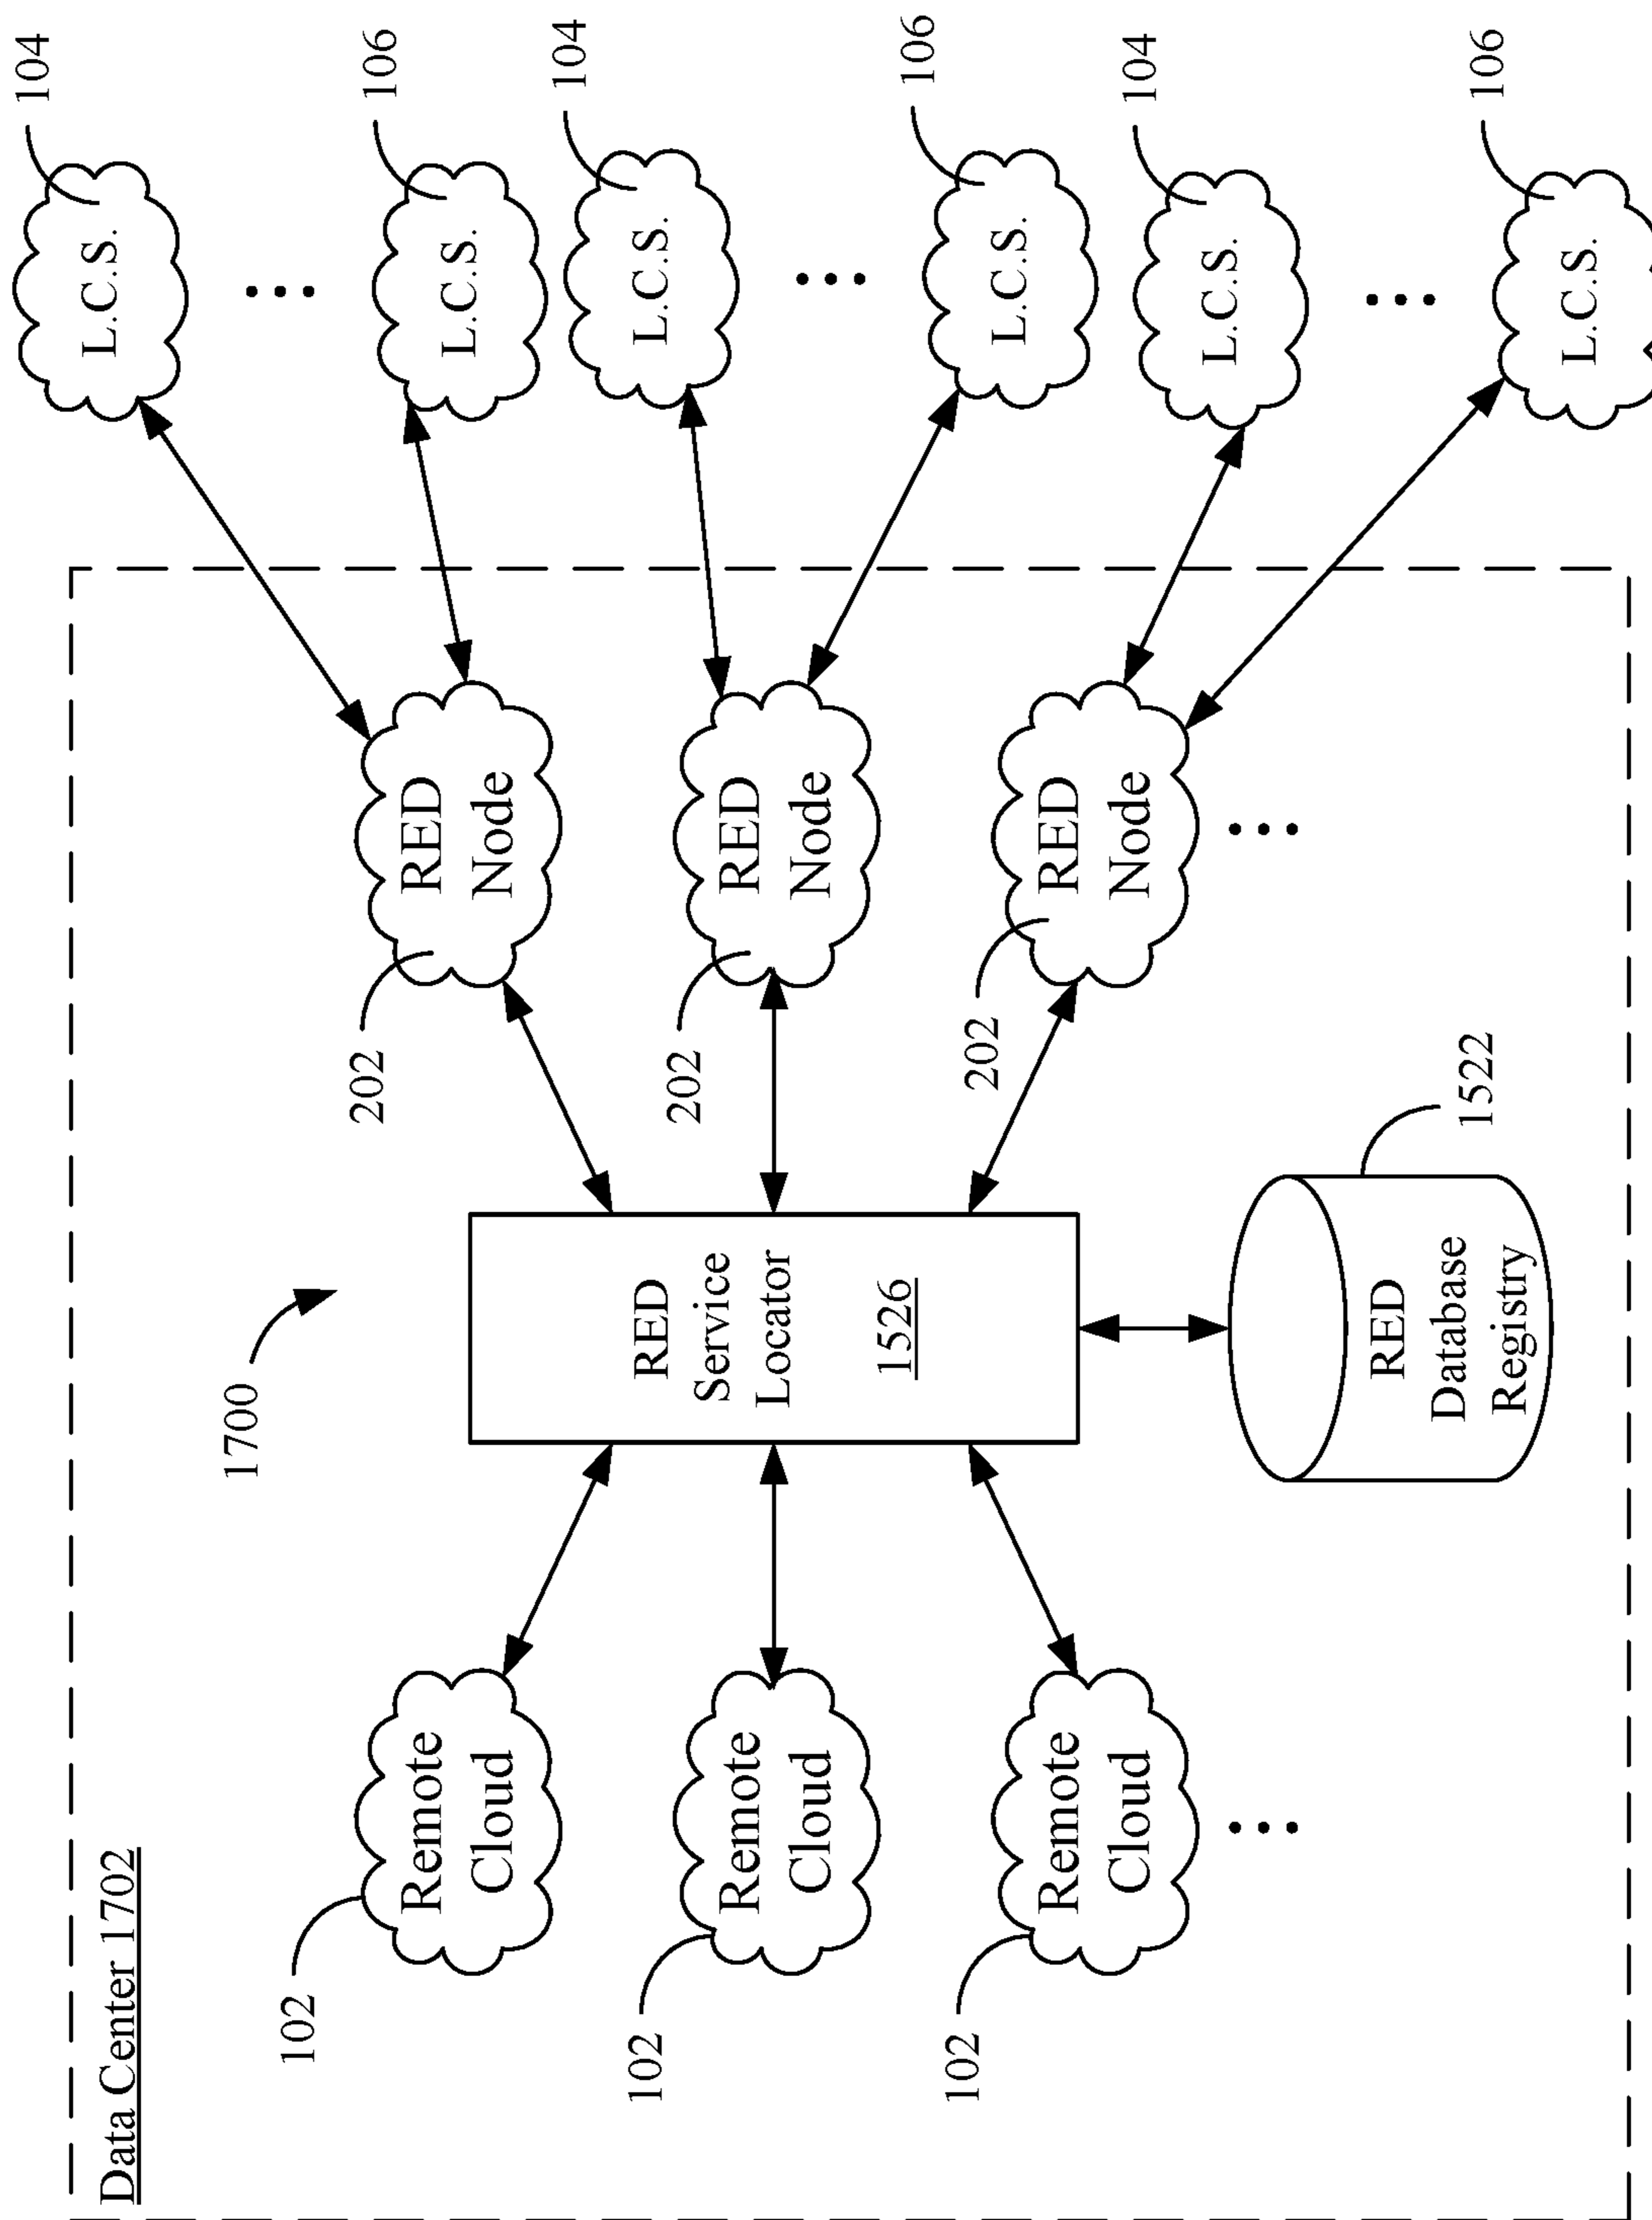 Data Center 1702
1700
102
Remote
Cloud
102
Remote
Cloud
102
Remote
Cloud
RED
Service
Locator
1526
RED
Database
Registry
1522
202
RED
Node
202
RED
Node
202
RED
Node
L.C.S.
104
L.C.S.
106
L.C.S.
104
L.C.S.
106
L.C.S.
104
L.C.S.
106